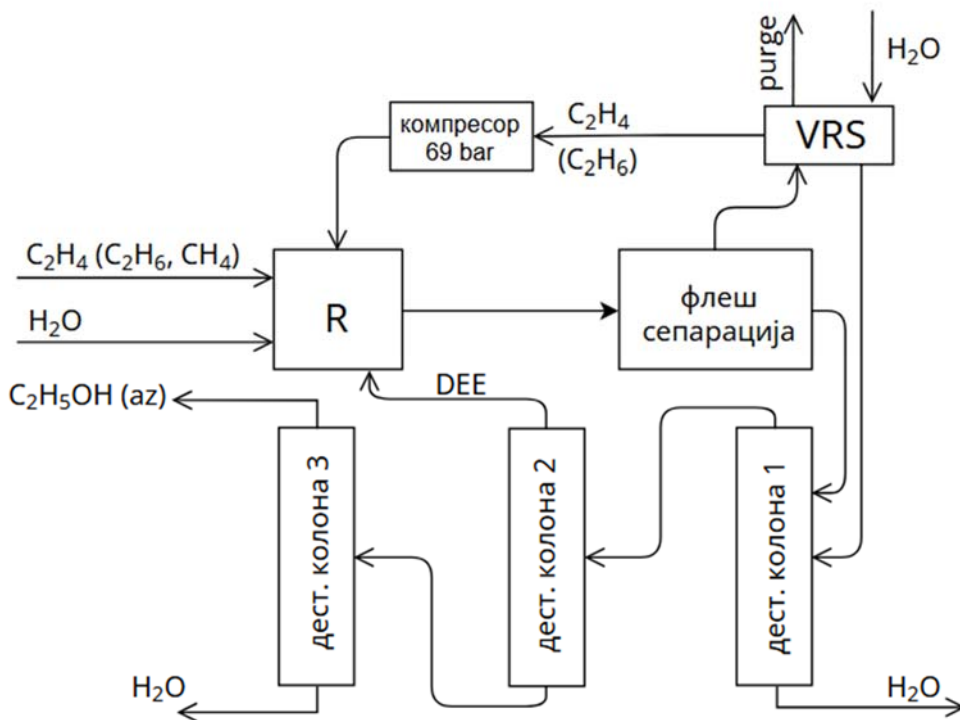 purge
H₂O
VRS
C₂H₄
(C₂H₆)
компресор
69 bar
C₂H₄ (C₂H₆, CH₄)
H₂O
R
флеш
сепарација
DEE
C₂H₅OH (az)
дест. колона 3
дест. колона 2
дест. колона 1
H₂O
H₂O